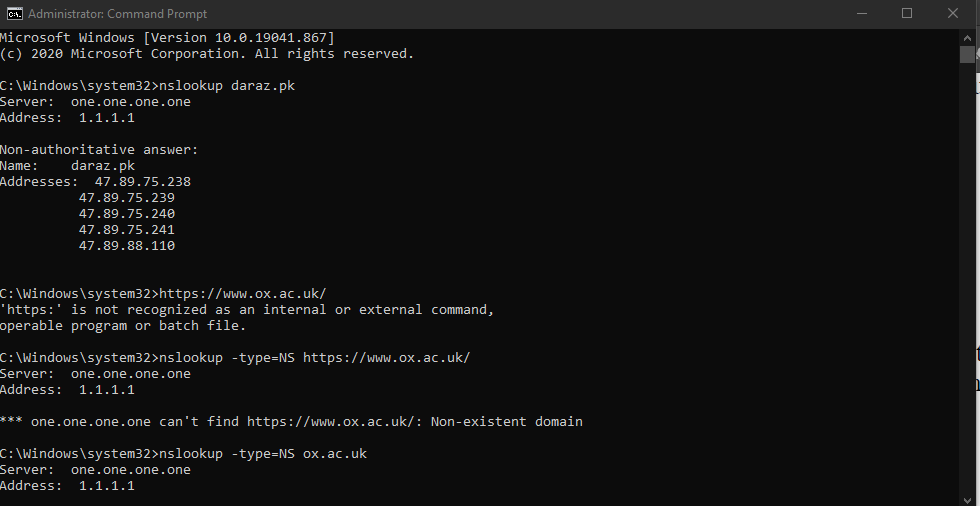 Administrator: Command Prompt
Microsoft Windows [Version 10.0.19041.867]
(c) 2020 Microsoft Corporation. All rights reserved.
C:\Windows\system32>nslookup daraz.pk
Server:  one.one.one.one
Address:  1.1.1.1
Non-authoritative answer:
Name:    daraz.pk
Addresses:  47.89.75.238
          47.89.75.239
          47.89.75.240
          47.89.75.241
          47.89.88.110
C:\Windows\system32>https://www.ox.ac.uk/
'https:' is not recognized as an internal or external command,
operable program or batch file.
C:\Windows\system32>nslookup -type=NS https://www.ox.ac.uk/
Server:  one.one.one.one
Address:  1.1.1.1
*** one.one.one.one can't find https://www.ox.ac.uk/: Non-existent domain
C:\Windows\system32>nslookup -type=NS ox.ac.uk
Server:  one.one.one.one
Address:  1.1.1.1